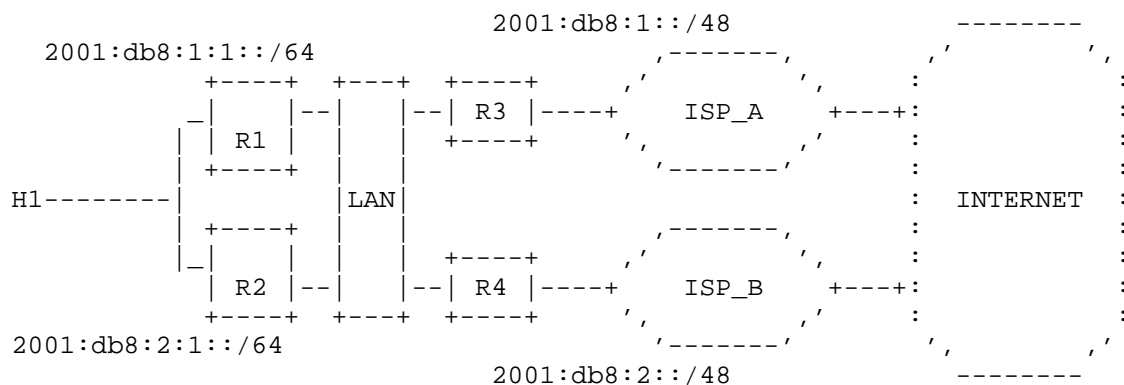 2001:db8:1::/48
2001:db8:1:1::/64
R1
R3
ISP_A
H1
LAN
INTERNET
R2
R4
ISP_B
2001:db8:2:1::/64
2001:db8:2::/48